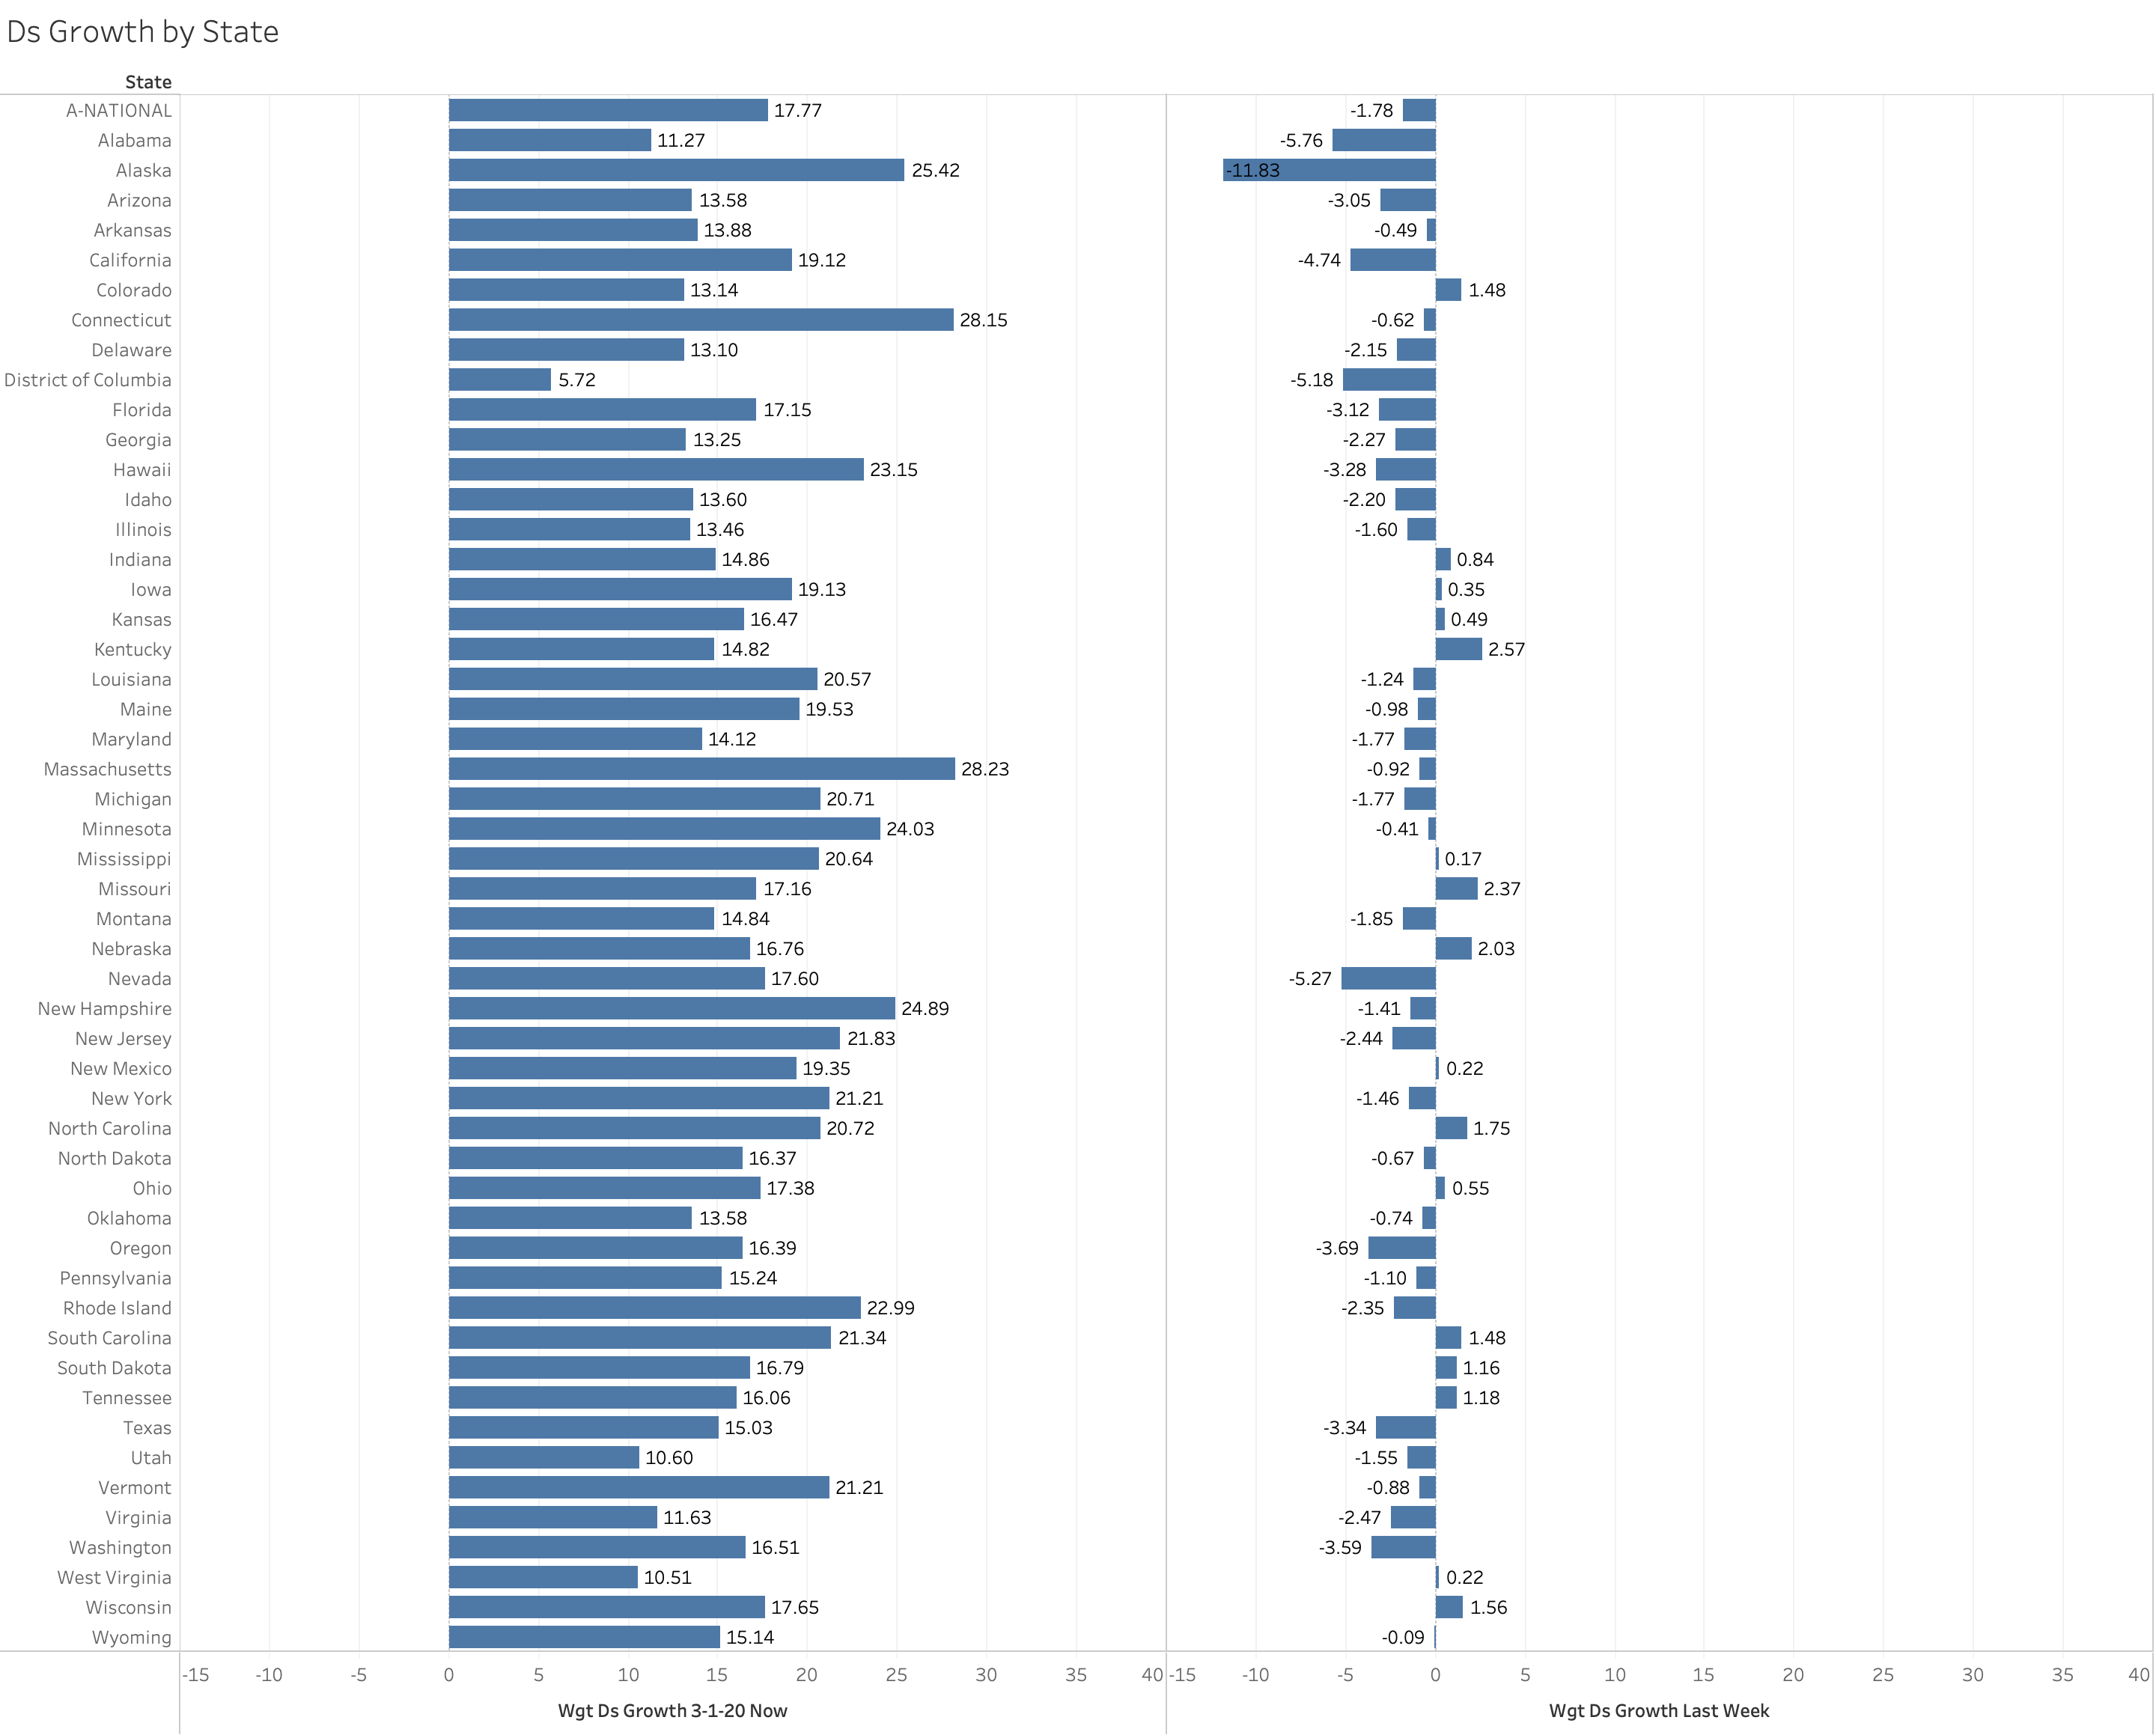 Ds Growth by State
State
A-NATIONAL 17.77 -1.78
Alabama 11.27 -5.76
Alaska 25.42 -11.83
Arizona 13.58 -3.05
Arkansas 13.88 -0.49
California 19.12 -4.74
Colorado 13.14 1.48
Connecticut 28.15 -0.62
Delaware 13.10 -2.15
District of Columbia 5.72 -5.18
Florida 17.15 -3.12
Georgia 13.25 -2.27
Hawaii 23.15 -3.28
Idaho 13.60 -2.20
Illinois 13.46 -1.60
Indiana 14.86 0.84
Iowa 19.13 0.35
Kansas 16.47 0.49
Kentucky 14.82 2.57
Louisiana 20.57 -1.24
Maine 19.53 -0.98
Maryland 14.12 -1.77
Massachusetts 28.23 -0.92
Michigan 20.71 -1.77
Minnesota 24.03 -0.41
Mississippi 20.64 0.17
Missouri 17.16 2.37
Montana 14.84 -1.85
Nebraska 16.76 2.03
Nevada 17.60 -5.27
New Hampshire 24.89 -1.41
New Jersey 21.83 -2.44
New Mexico 19.35 0.22
New York 21.21 -1.46
North Carolina 20.72 1.75
North Dakota 16.37 -0.67
Ohio 17.38 0.55
Oklahoma 13.58 -0.74
Oregon 16.39 -3.69
Pennsylvania 15.24 -1.10
Rhode Island 22.99 -2.35
South Carolina 21.34 1.48
South Dakota 16.79 1.16
Tennessee 16.06 1.18
Texas 15.03 -3.34
Utah 10.60 -1.55
Vermont 21.21 -0.88
Virginia 11.63 -2.47
Washington 16.51 -3.59
West Virginia 10.51 0.22
Wisconsin 17.65 1.56
Wyoming 15.14 -0.09
-15 -10 -5 0 5 10 15 20 25 30 35 40 -15 -10 -5 0 5 10 15 20 25 30 35 40
Wgt Ds Growth 3-1-20 Now Wgt Ds Growth Last Week